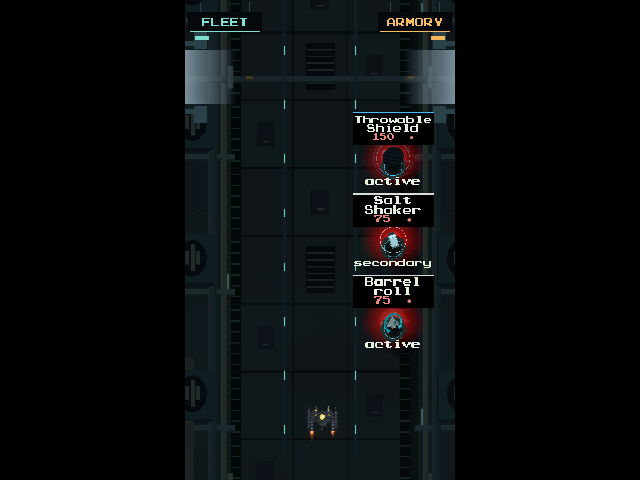 FLEET
ARMORY
Throwable
Shield
150
active
Salt
Shaker
75
secondary
Barrel
roll
75
active